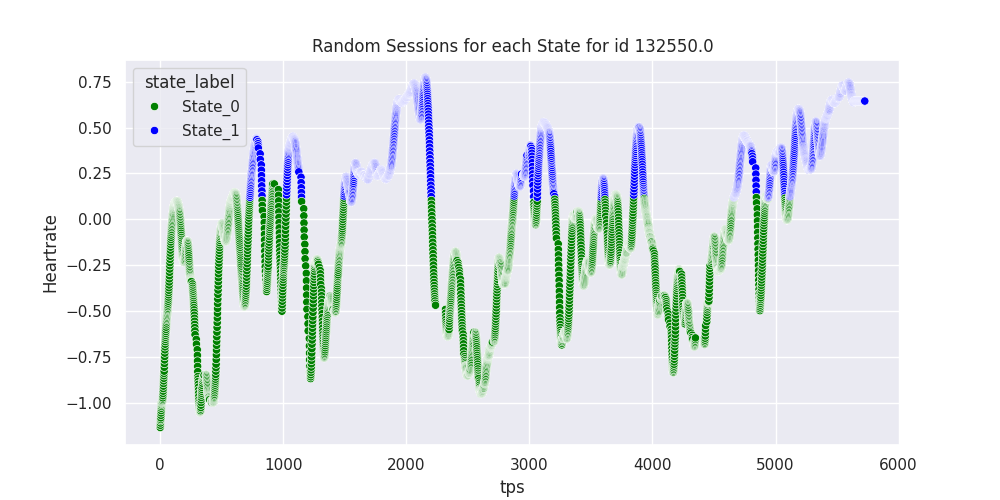 Random Sessions for each State for id 132550.0
state_label
State_0
State_1
Heartrate
0.75
0.50
0.25
0.00
−0.25
−0.50
−0.75
−1.00
0 1000 2000 3000 4000 5000 6000
tps